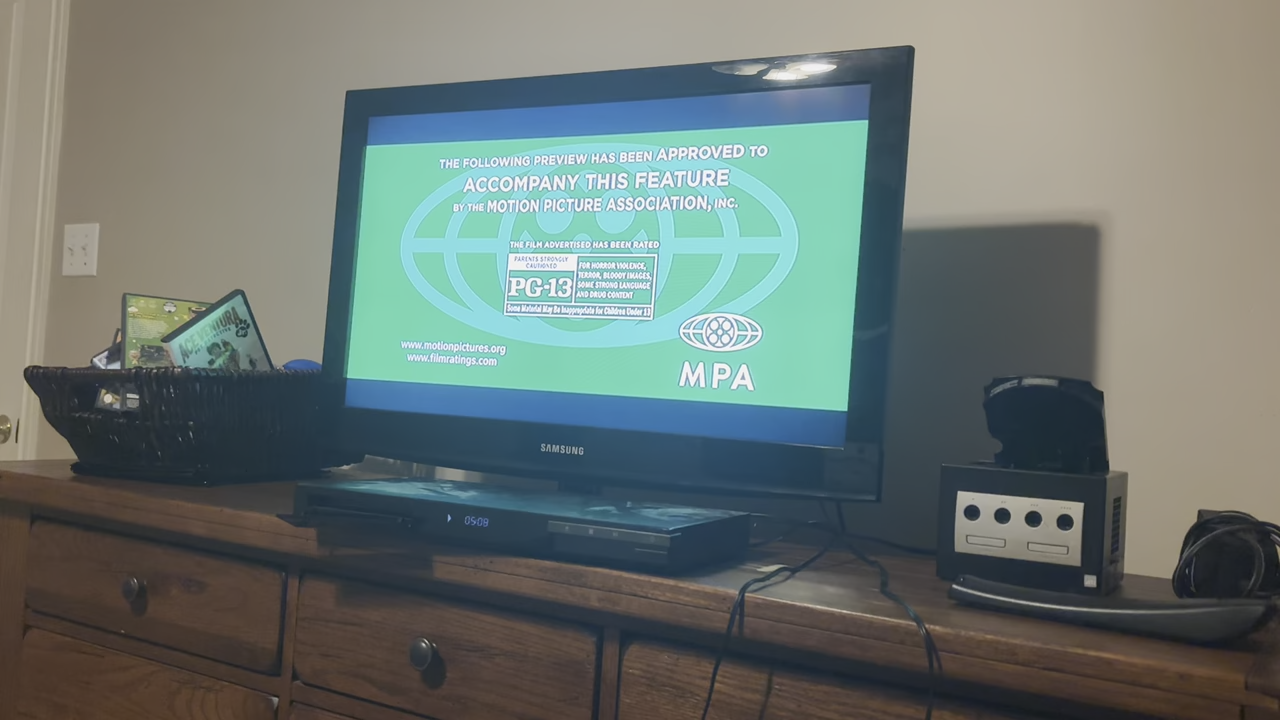 THE FOLLOWING PREVIEW HAS BEEN APPROVED TO
ACCOMPANY THIS FEATURE
BY THE MOTION PICTURE ASSOCIATION, INC.
THE FILM ADVERTISED HAS BEEN RATED
PARENTS STRONGLY CAUTIONED
PG-13
FOR HORROR VIOLENCE,
TERROR, BLOODY IMAGES,
SOME STRONG LANGUAGE
AND DRUG CONTENT
Some Material May Be Inappropriate for Children Under 13
www.motionpictures.org
www.filmratings.com
MPA
SAMSUNG
05:08
ACE VENTURA